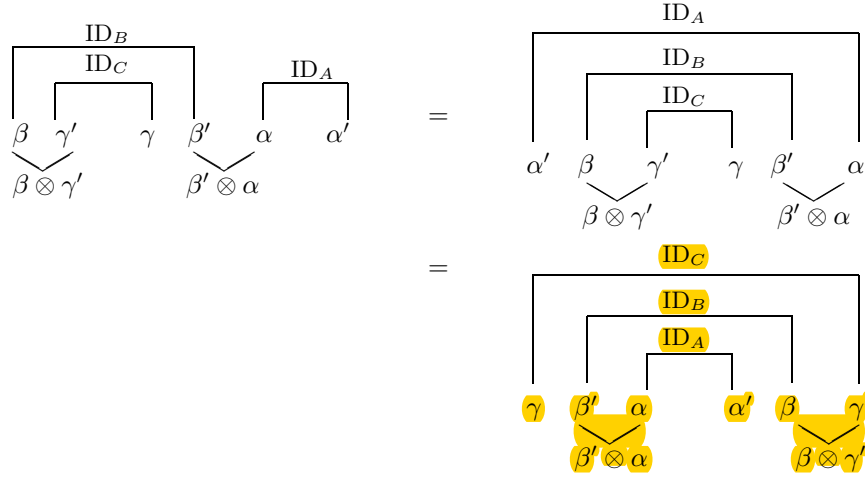 ID_B
ID_C ID_A
β γ′ γ β′ α α′
β ⊗ γ′ β′ ⊗ α
=
ID_A
ID_B
ID_C
α′ β γ′ γ β′ α
β ⊗ γ′ β′ ⊗ α
=
ID_C
ID_B
ID_A
γ β′ α α′ β γ′
β′ ⊗ α β ⊗ γ′